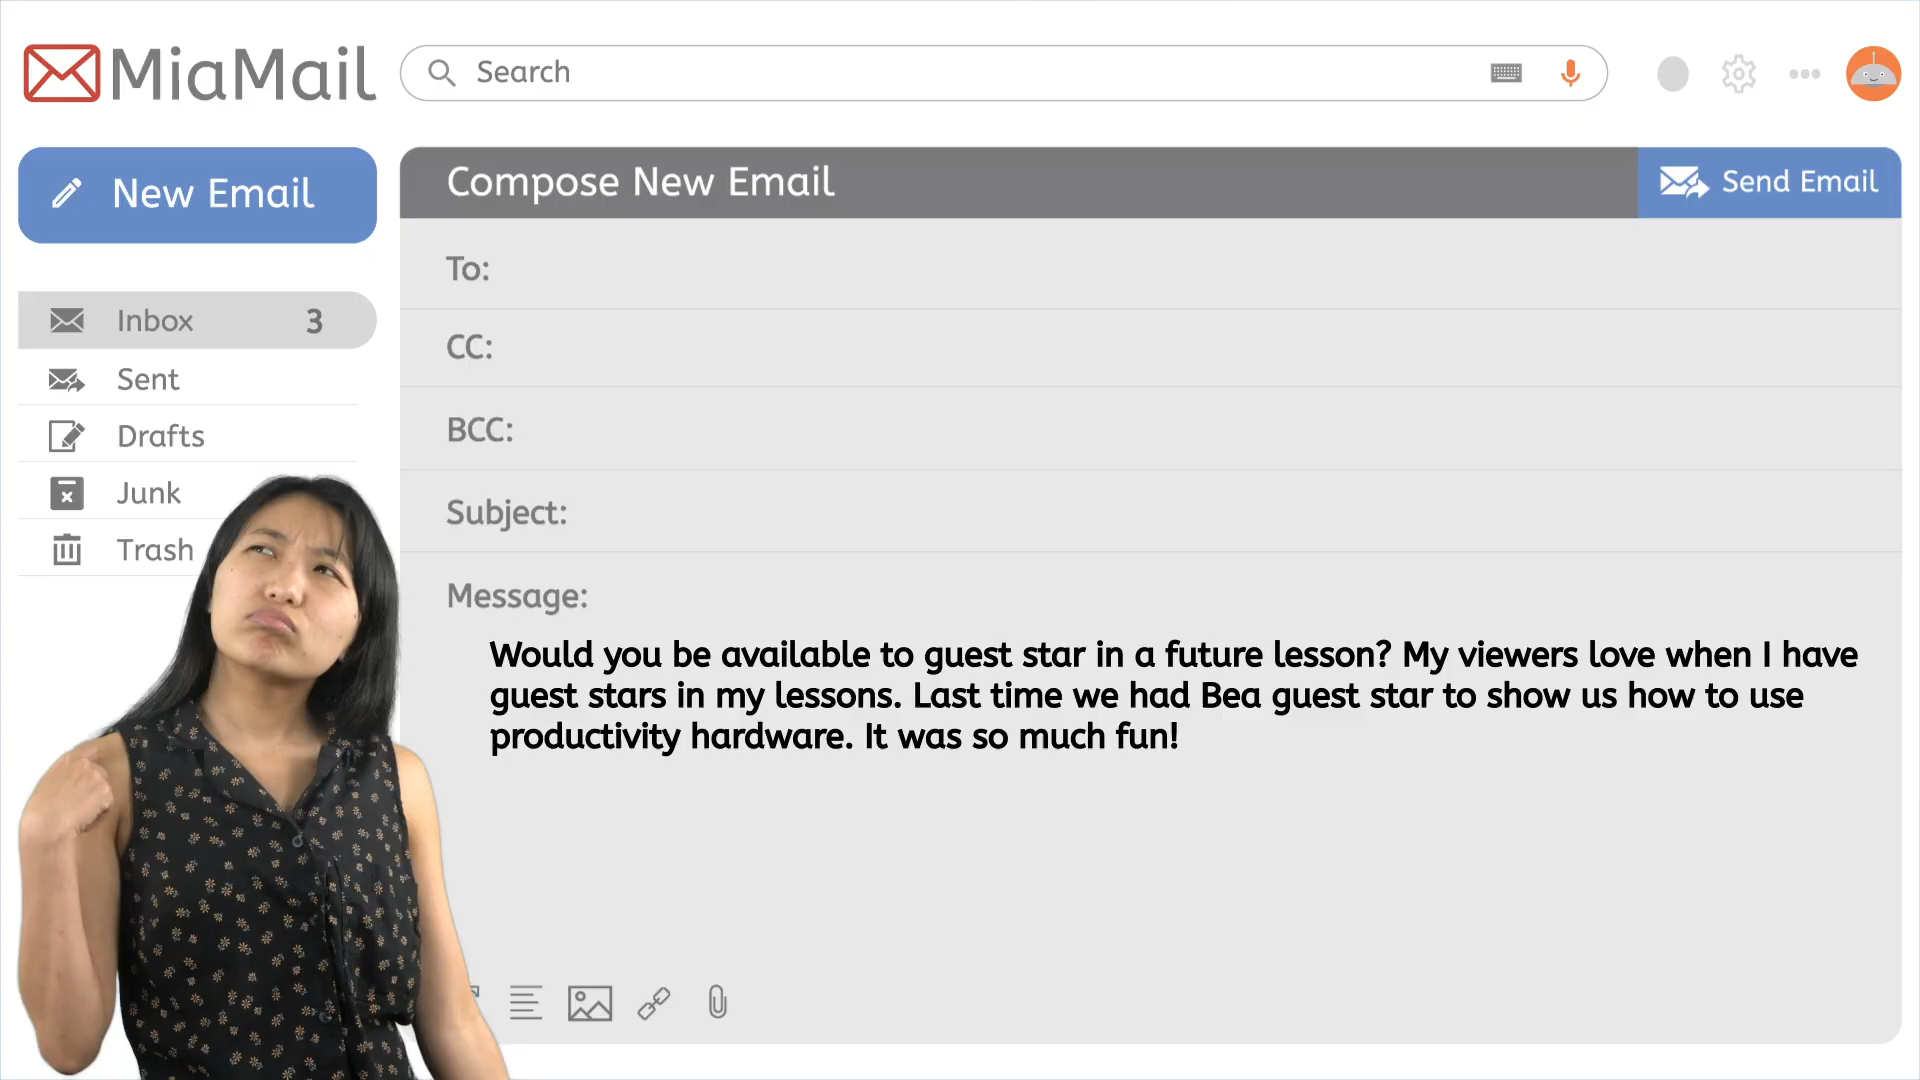 MiaMail
Search
New Email
Compose New Email
Send Email
Inbox 3
Sent
Drafts
Junk
Trash
To:
CC:
BCC:
Subject:
Message:
Would you be available to guest star in a future lesson? My viewers love when I have
guest stars in my lessons. Last time we had Bea guest star to show us how to use
productivity hardware. It was so much fun!